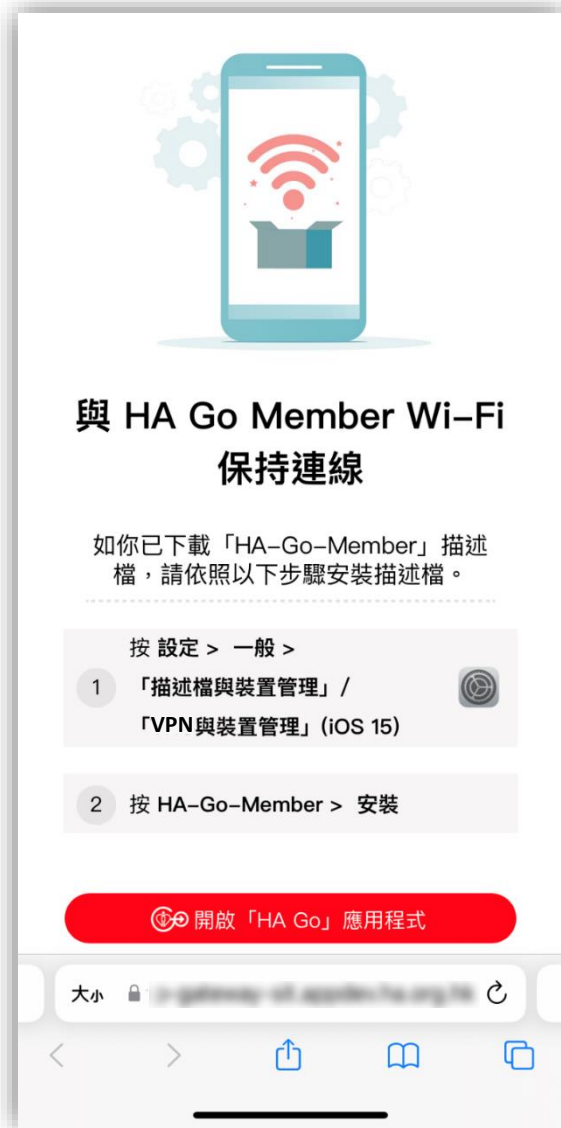 與 HA Go Member Wi-Fi
保持連線
如你已下載「HA-Go-Member」描述
檔，請依照以下步驟安裝描述檔。
按 設定 > 一般 >
1 「描述檔與裝置管理」/
「VPN與裝置管理」(iOS 15)
2 按 HA-Go-Member > 安裝
開啟「HA Go」應用程式
大小